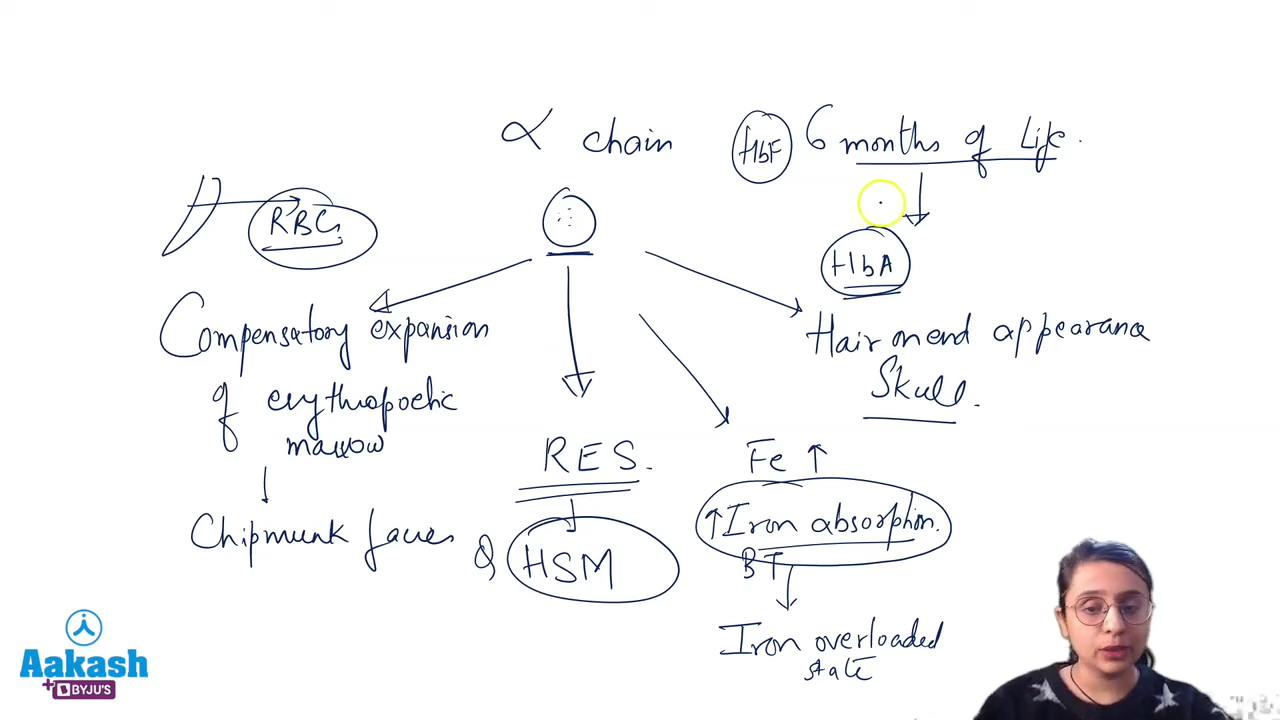 α chain
HbF 6 months of Life.
RBC
HbA
Compensatory expansion
of erythropoetic
marrow
Hair on end appearance
Skull.
RES.
Fe ↑
↑Iron absorption.
Chipmunk facies
HSM
BT
Iron overloaded
state
Aakash
+BYJU'S